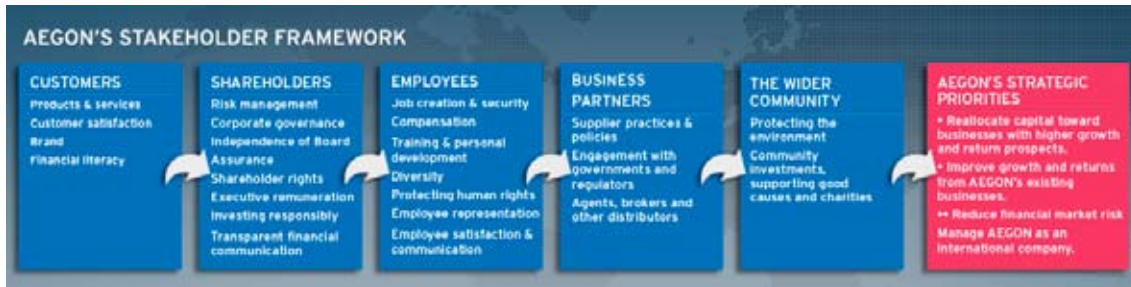 AEGON'S STAKEHOLDER FRAMEWORK
CUSTOMERS
Products & services
Customer satisfaction
Brand
Financial literacy
SHAREHOLDERS
Risk management
Corporate governance
Independence of Board
Assurance
Shareholder rights
Executive remuneration
Investing responsibly
Transparent financial
communication
EMPLOYEES
Job creation & security
Compensation
Training & personal
development
Diversity
Protecting human rights
Employee representation
Employee satisfaction &
communication
BUSINESS
PARTNERS
Supplier practices &
policies
Engagement with
governments and
regulators
Agents, brokers and
other distributors
THE WIDER
COMMUNITY
Protecting the
environment
Community
investments,
supporting good
causes and charities
AEGON'S STRATEGIC
PRIORITIES
• Reallocate capital toward
businesses with higher growth
and return prospects.
• Improve growth and returns
from AEGON's existing
businesses.
•• Reduce financial market risk
Manage AEGON as an
international company.